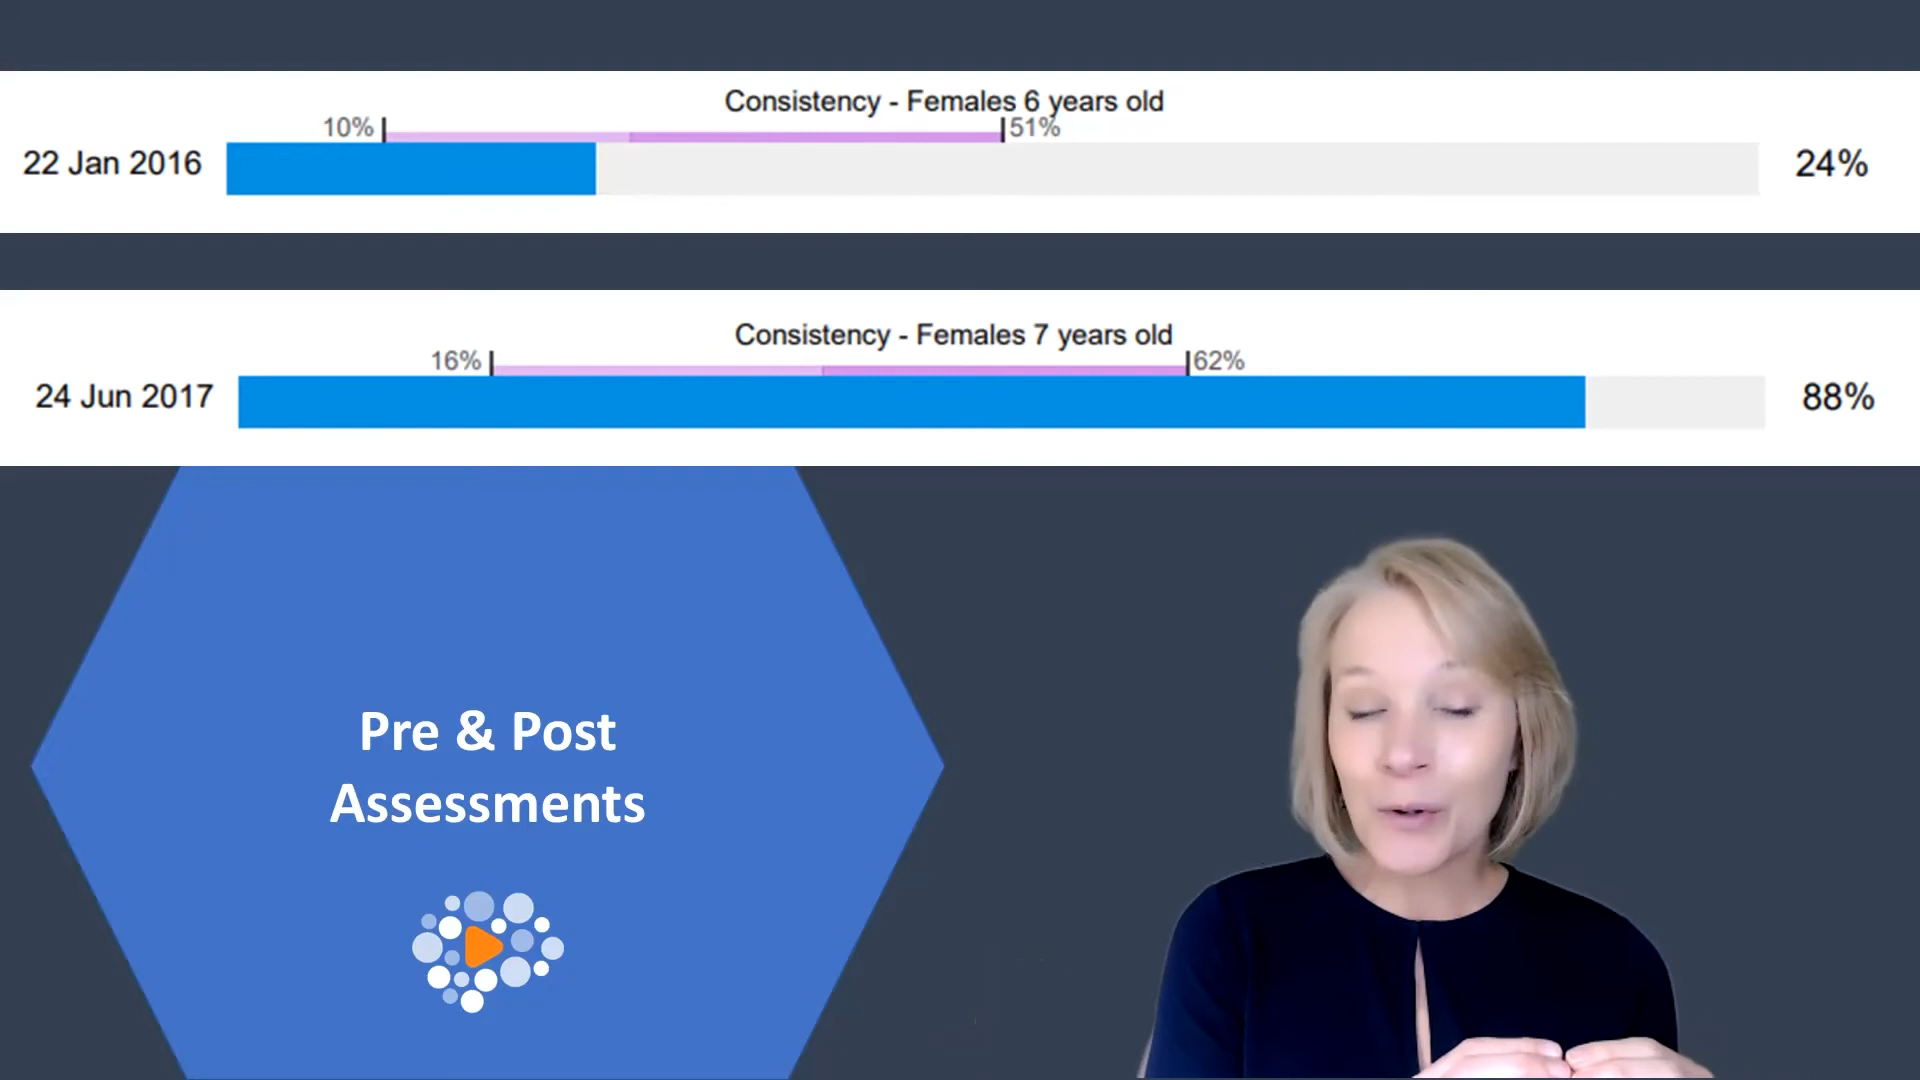 Consistency - Females 6 years old
10% 51%
22 Jan 2016 24%
Consistency - Females 7 years old
16% 62%
24 Jun 2017 88%
Pre & Post
Assessments